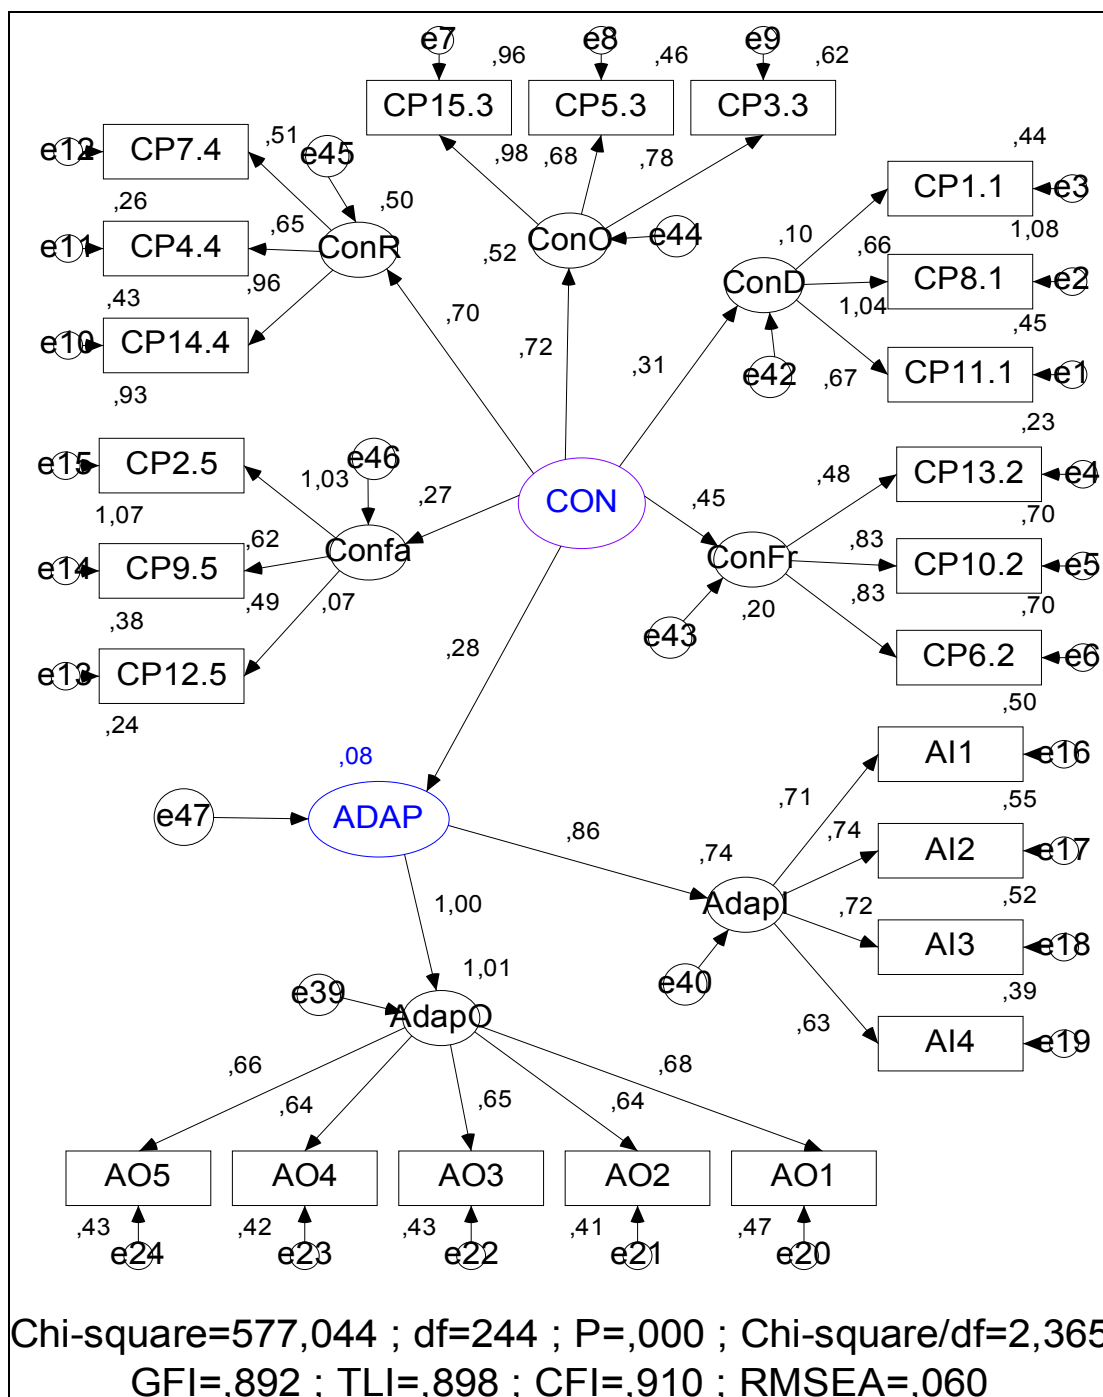 e7 e8 e9
,96 ,46 ,62
CP15.3 CP5.3 CP3.3
e12 CP7.4 ,51 e45
,98 ,68 ,78
,44
CP1.1 e3
,26 ,65 ,50
1,08
e11 CP4.4 ConR
,52 ConO e44
,10 ,66
,43 ,96
ConD CP8.1 e2
1,04 ,45
e10 CP14.4
,70 ,72 ,31
e42 ,67 CP11.1 e1
,93
,23
e15 CP2.5 e46
1,03 ,27
CON
,45 ,48 CP13.2 e4
1,07 ,70
,62 Confa
ConFr ,83 CP10.2 e5
e14 CP9.5
,49 ,07
,20 ,83 ,70
,38
e43
,28
CP6.2 e6
e13 CP12.5
,24
,50
,08
AI1 e16
,71 ,55
e47 ADAP
,86 ,74 ,74 AI2 e17
AdapI ,72 ,52
1,00
AI3 e18
1,01 e40
e39 ,39
AdapO
,63 AI4 e19
,66 ,64 ,65 ,64 ,68
AO5 AO4 AO3 AO2 AO1
,43 ,42 ,43 ,41 ,47
e24 e23 e22 e21 e20
Chi-square=577,044 ; df=244 ; P=,000 ; Chi-square/df=2,365
GFI=,892 ; TLI=,898 ; CFI=,910 ; RMSEA=,060